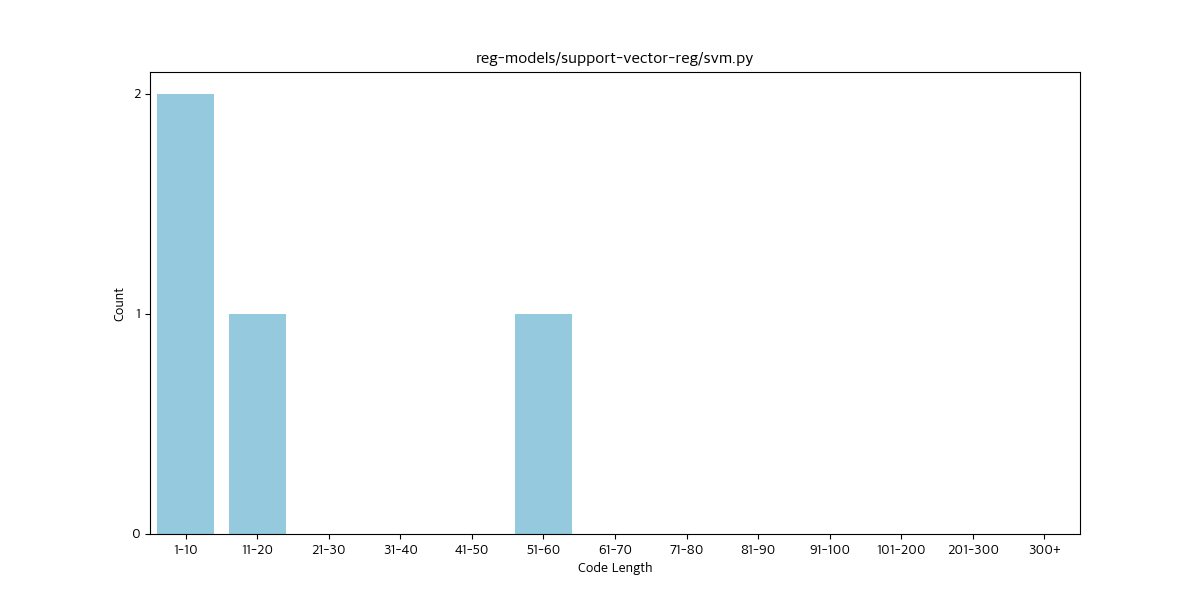 reg-models/support-vector-reg/svm.py
Count
2
1
0
1-10 11-20 21-30 31-40 41-50 51-60 61-70 71-80 81-90 91-100 101-200 201-300 300+
Code Length